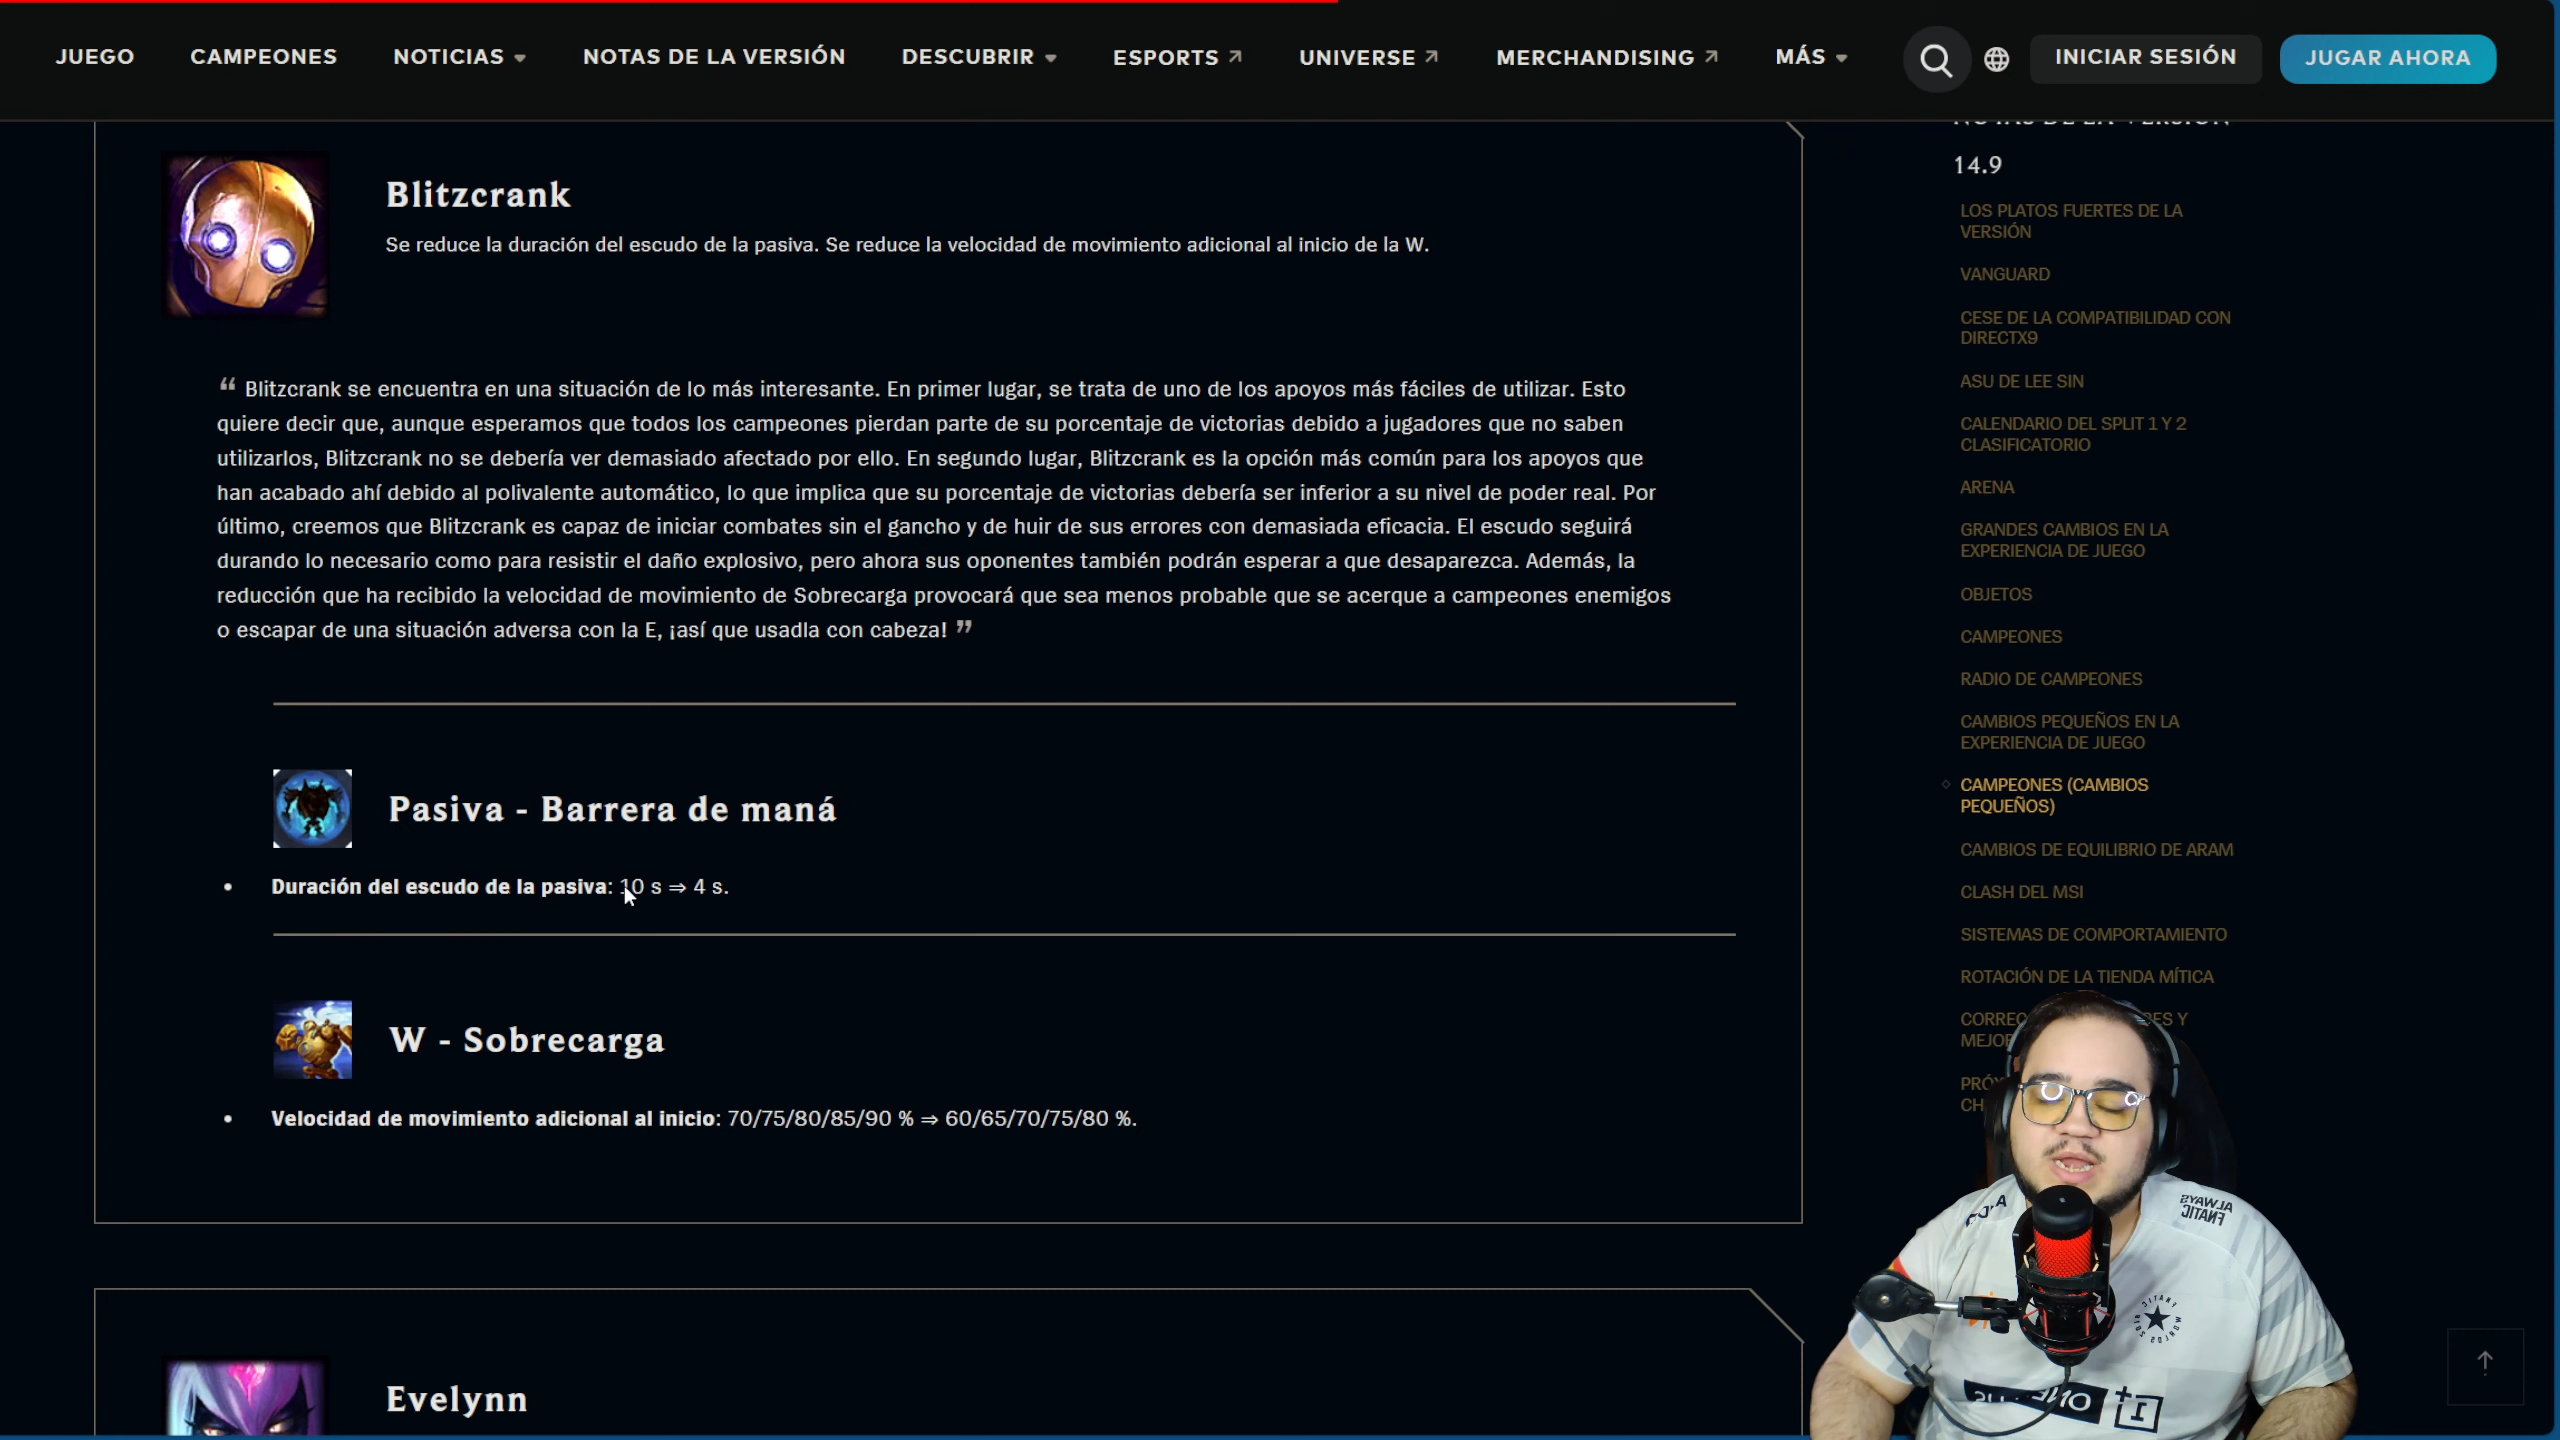 JUEGO CAMPEONES NOTICIAS NOTAS DE LA VERSIÓN DESCUBRIR ESPORTS UNIVERSE MERCHANDISING MÁS INICIAR SESIÓN JUGAR AHORA
Blitzcrank
Se reduce la duración del escudo de la pasiva. Se reduce la velocidad de movimiento adicional al inicio de la W.
“ Blitzcrank se encuentra en una situación de lo más interesante. En primer lugar, se trata de uno de los apoyos más fáciles de utilizar. Esto
quiere decir que, aunque esperamos que todos los campeones pierdan parte de su porcentaje de victorias debido a jugadores que no saben
utilizarlos, Blitzcrank no se debería ver demasiado afectado por ello. En segundo lugar, Blitzcrank es la opción más común para los apoyos que
han acabado ahí debido al polivalente automático, lo que implica que su porcentaje de victorias debería ser inferior a su nivel de poder real. Por
último, creemos que Blitzcrank es capaz de iniciar combates sin el gancho y de huir de sus errores con demasiada eficacia. El escudo seguirá
durando lo necesario como para resistir el daño explosivo, pero ahora sus oponentes también podrán esperar a que desaparezca. Además, la
reducción que ha recibido la velocidad de movimiento de Sobrecarga provocará que sea menos probable que se acerque a campeones enemigos
o escapar de una situación adversa con la E, ¡así que usadla con cabeza! ”
Pasiva - Barrera de maná
• Duración del escudo de la pasiva: 10 s ⇒ 4 s.
W - Sobrecarga
• Velocidad de movimiento adicional al inicio: 70/75/80/85/90 % ⇒ 60/65/70/75/80 %.
Evelynn
NOTAS DE LA VERSIÓN
14.9
LOS PLATOS FUERTES DE LA
VERSIÓN
VANGUARD
CESE DE LA COMPATIBILIDAD CON
DIRECTX9
ASU DE LEE SIN
CALENDARIO DEL SPLIT 1 Y 2
CLASIFICATORIO
ARENA
GRANDES CAMBIOS EN LA
EXPERIENCIA DE JUEGO
OBJETOS
CAMPEONES
RADIO DE CAMPEONES
CAMBIOS PEQUEÑOS EN LA
EXPERIENCIA DE JUEGO
CAMPEONES (CAMBIOS
PEQUEÑOS)
CAMBIOS DE EQUILIBRIO DE ARAM
CLASH DEL MSI
SISTEMAS DE COMPORTAMIENTO
ROTACIÓN DE LA TIENDA MÍTICA
ALWAYS
FNATIC